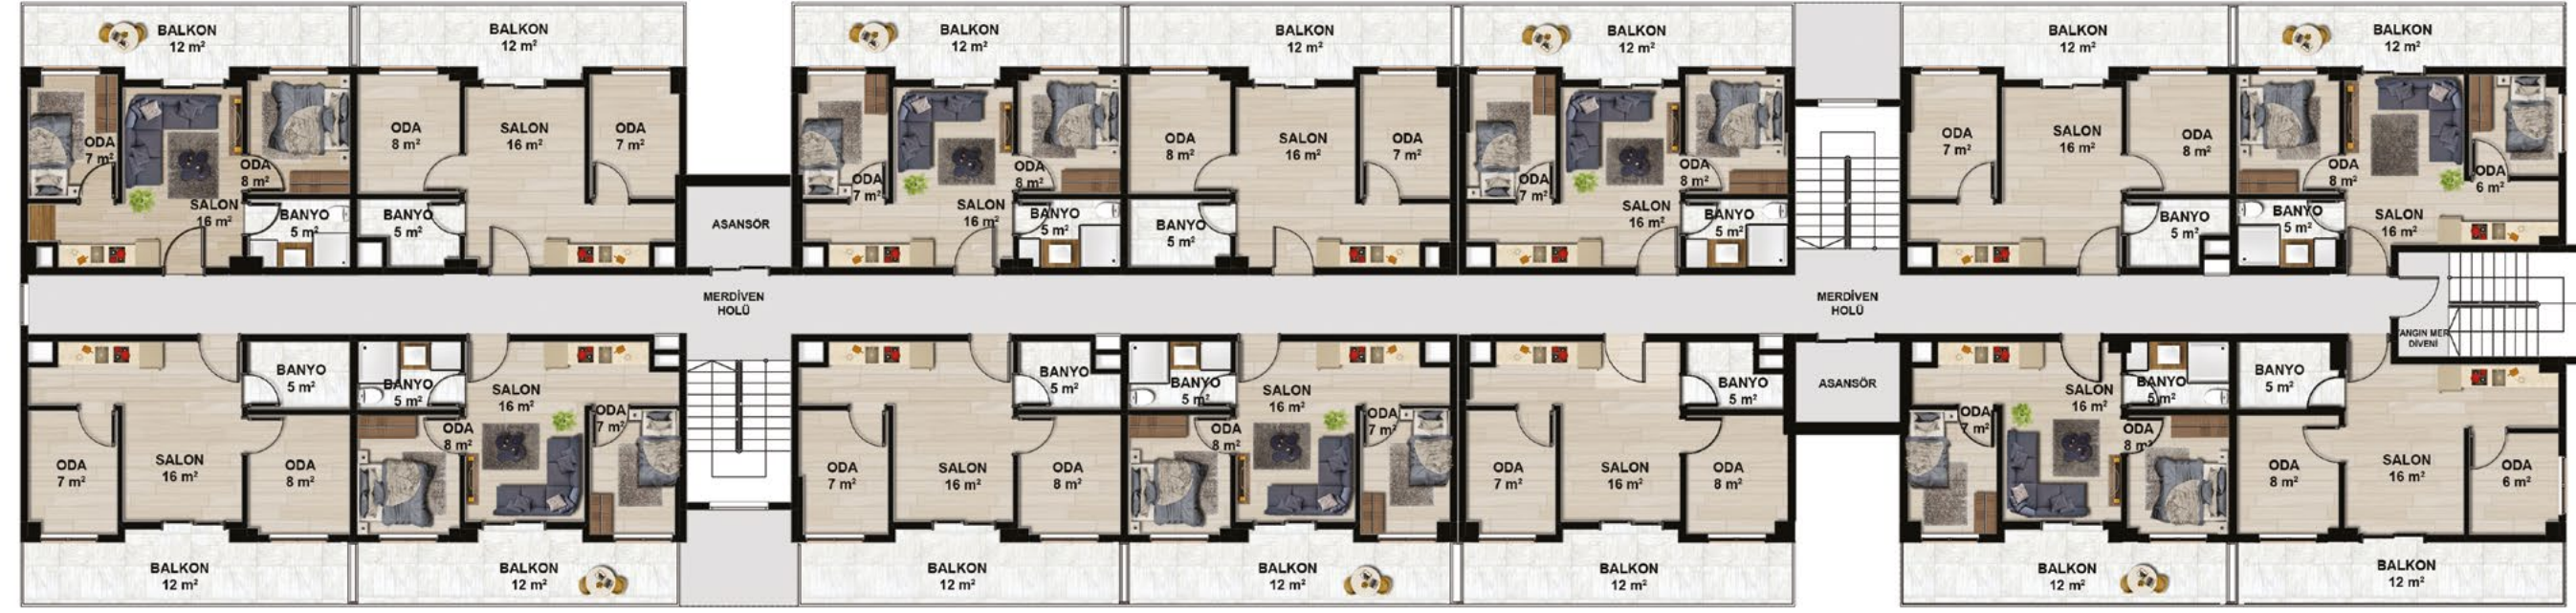 BALKON
12 m²
BALKON
12 m²
BALKON
12 m²
BALKON
12 m²
BALKON
12 m²
BALKON
12 m²
BALKON
12 m²
ODA
7 m²
ODA
8 m²
SALON
16 m²
BANYO
5 m²
ODA
8 m²
SALON
16 m²
ODA
7 m²
BANYO
5 m²
ASANSÖR
ODA
7 m²
ODA
8 m²
SALON
16 m²
BANYO
5 m²
ODA
8 m²
SALON
16 m²
ODA
7 m²
BANYO
5 m²
ODA
7 m²
ODA
8 m²
SALON
16 m²
BANYO
5 m²
ODA
7 m²
SALON
16 m²
ODA
8 m²
BANYO
5 m²
ODA
8 m²
ODA
6 m²
BANYO
5 m²
SALON
16 m²
MERDİVEN
HOLÜ
MERDİVEN
HOLÜ
YANGIN MER
DİVENİ
BANYO
5 m²
ODA
7 m²
SALON
16 m²
ODA
8 m²
BANYO
5 m²
SALON
16 m²
ODA
8 m²
ODA
7 m²
BANYO
5 m²
ODA
7 m²
SALON
16 m²
ODA
8 m²
BANYO
5 m²
SALON
16 m²
ODA
8 m²
ODA
7 m²
BANYO
5 m²
ODA
7 m²
SALON
16 m²
ODA
8 m²
ASANSÖR
SALON
16 m²
BANYO
5 m²
ODA
7 m²
ODA
8 m²
BANYO
5 m²
ODA
8 m²
SALON
16 m²
ODA
6 m²
BALKON
12 m²
BALKON
12 m²
BALKON
12 m²
BALKON
12 m²
BALKON
12 m²
BALKON
12 m²
BALKON
12 m²